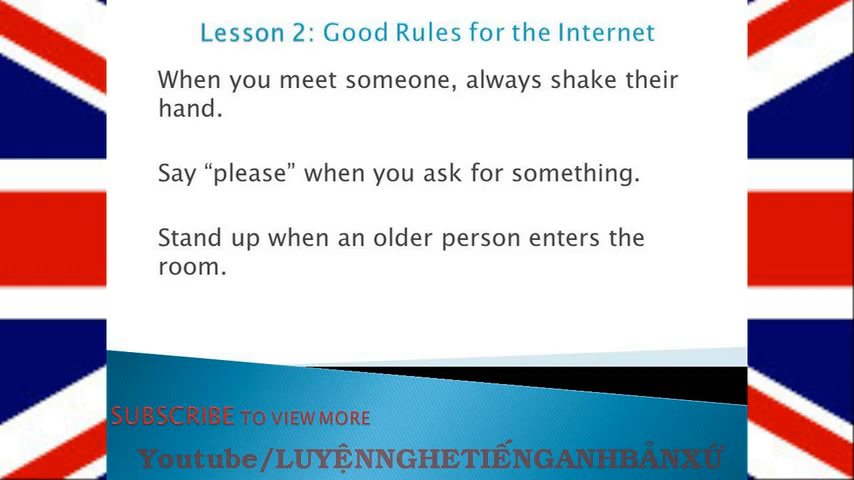 Lesson 2: Good Rules for the Internet
When you meet someone, always shake their
hand.
Say “please” when you ask for something.
Stand up when an older person enters the
room.
SUBSCRIBE TO VIEW MORE
Youtube/LUYỆNNGHETIẾNGANHBẢNXỨ